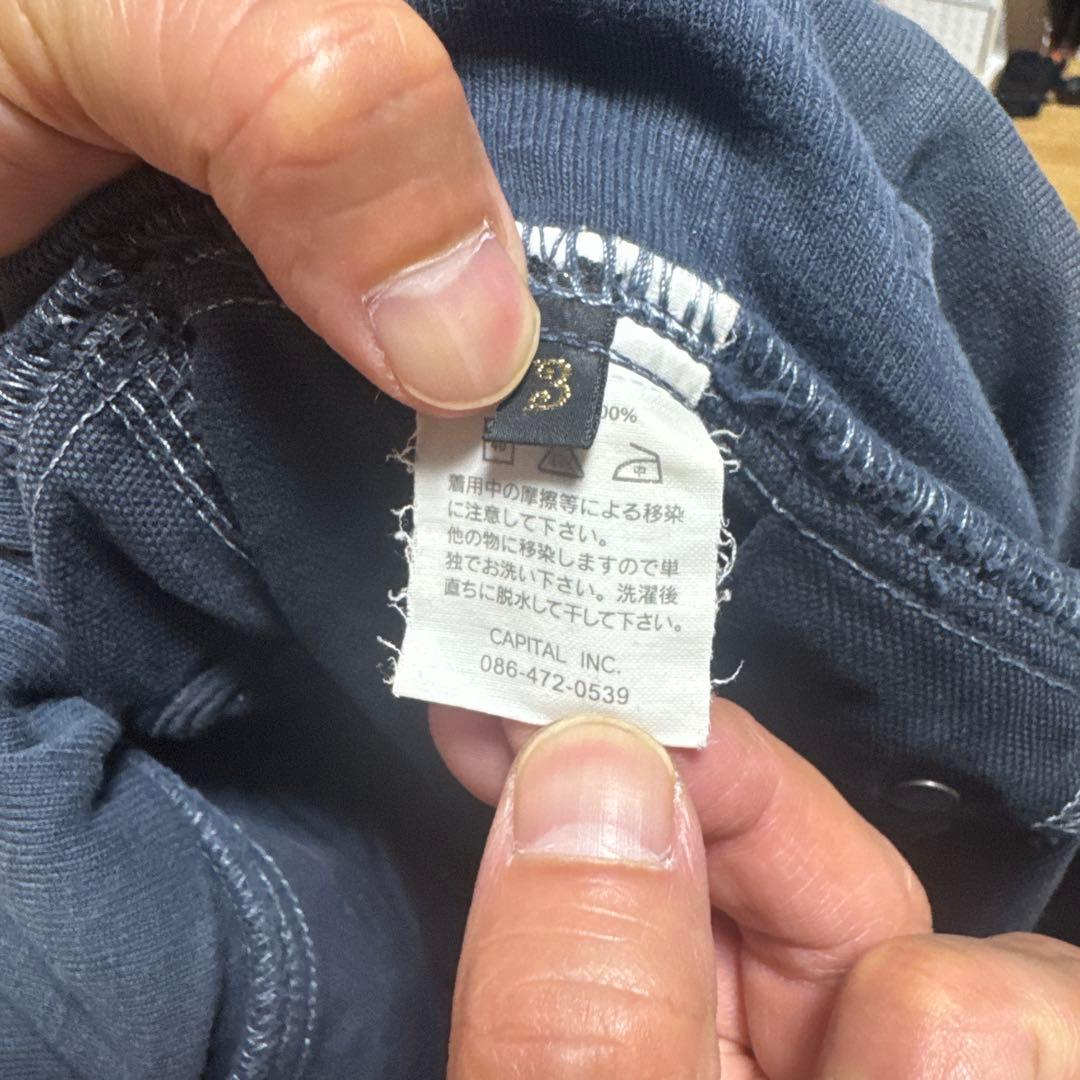 3
00%
40
中
着用中の摩擦等による移染
に注意して下さい。
他の物に移染しますので単
独でお洗い下さい。洗濯後
直ちに脱水して干して下さい。
CAPITAL INC.
086-472-0539